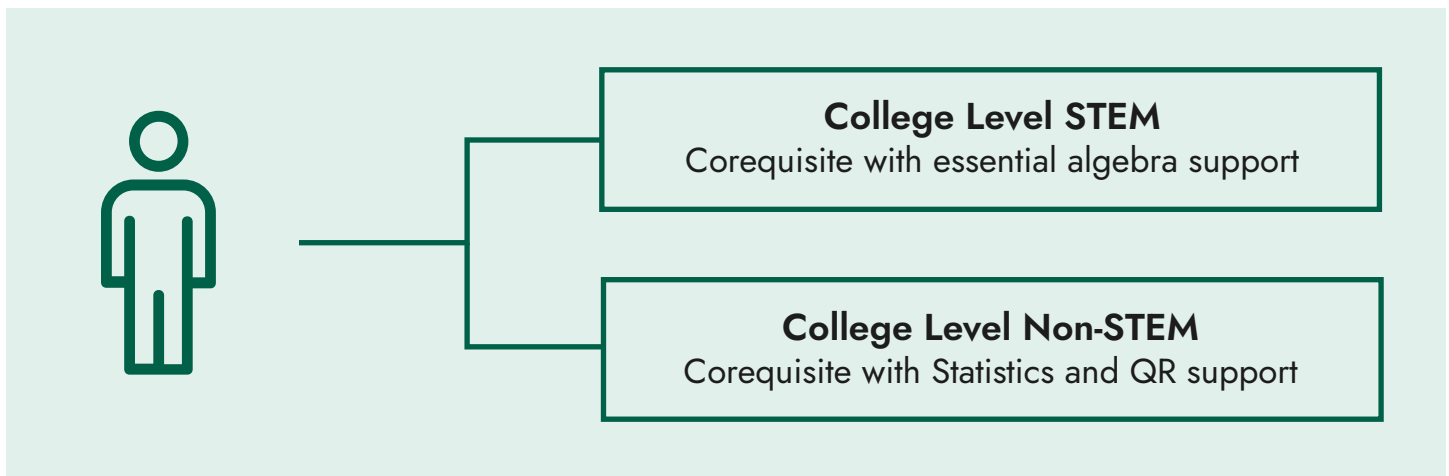 College Level STEM
Corequisite with essential algebra support
College Level Non-STEM
Corequisite with Statistics and QR support